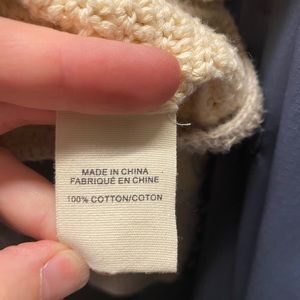 MADE IN CHINA
FABRIQUÉ EN CHINE
100% COTTON/COTON